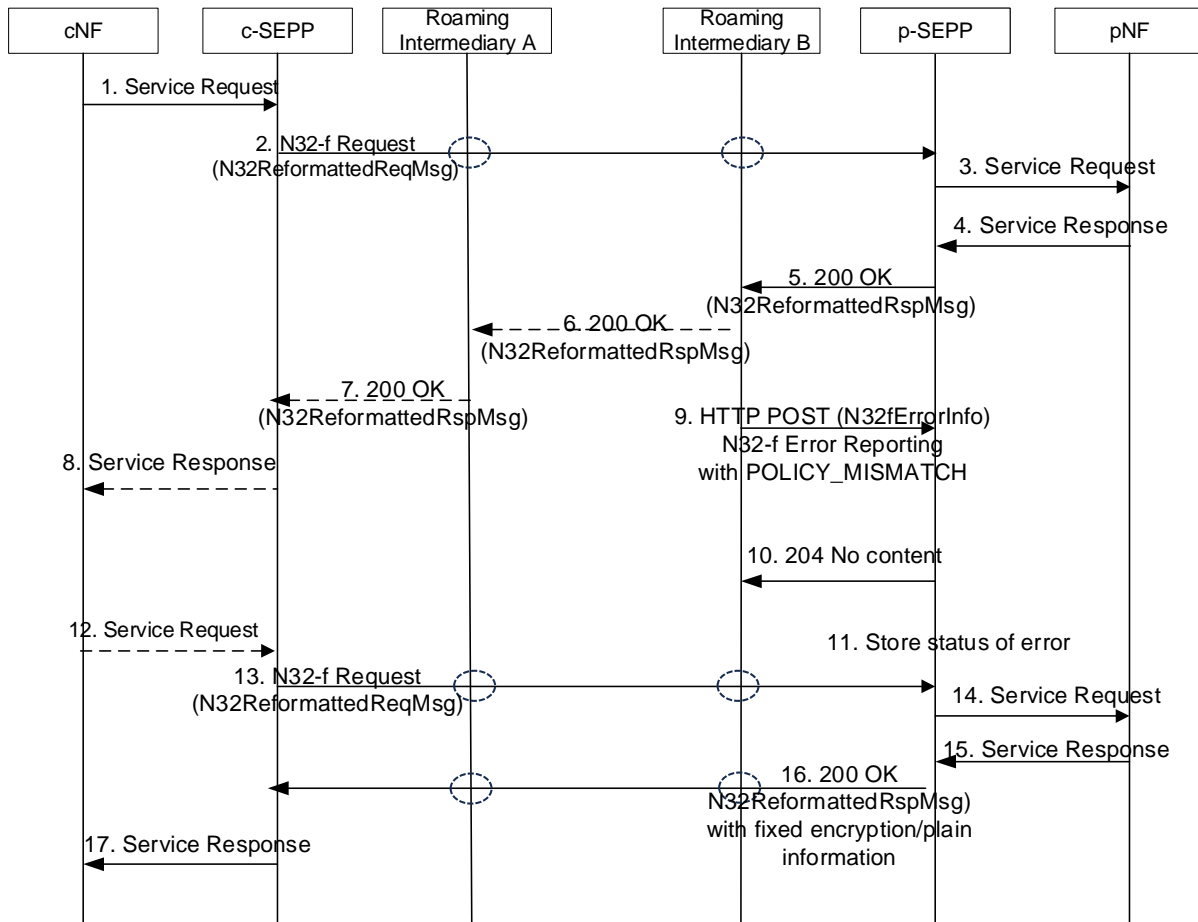 cNF
c-SEPP
Roaming
Intermediary A
Roaming
Intermediary B
p-SEPP
pNF
1. Service Request
2. N32-f Request
(N32ReformattedReqMsg)
3. Service Request
4. Service Response
5. 200 OK
(N32ReformattedRspMsg)
6. 200 OK
(N32ReformattedRspMsg)
7. 200 OK
(N32ReformattedRspMsg)
8. Service Response
9. HTTP POST (N32fErrorInfo)
N32-f Error Reporting
with POLICY_MISMATCH
10. 204 No content
11. Store status of error
12. Service Request
13. N32-f Request
(N32ReformattedReqMsg)
14. Service Request
15. Service Response
16. 200 OK
N32ReformattedRspMsg)
with fixed encryption/plain
information
17. Service Response